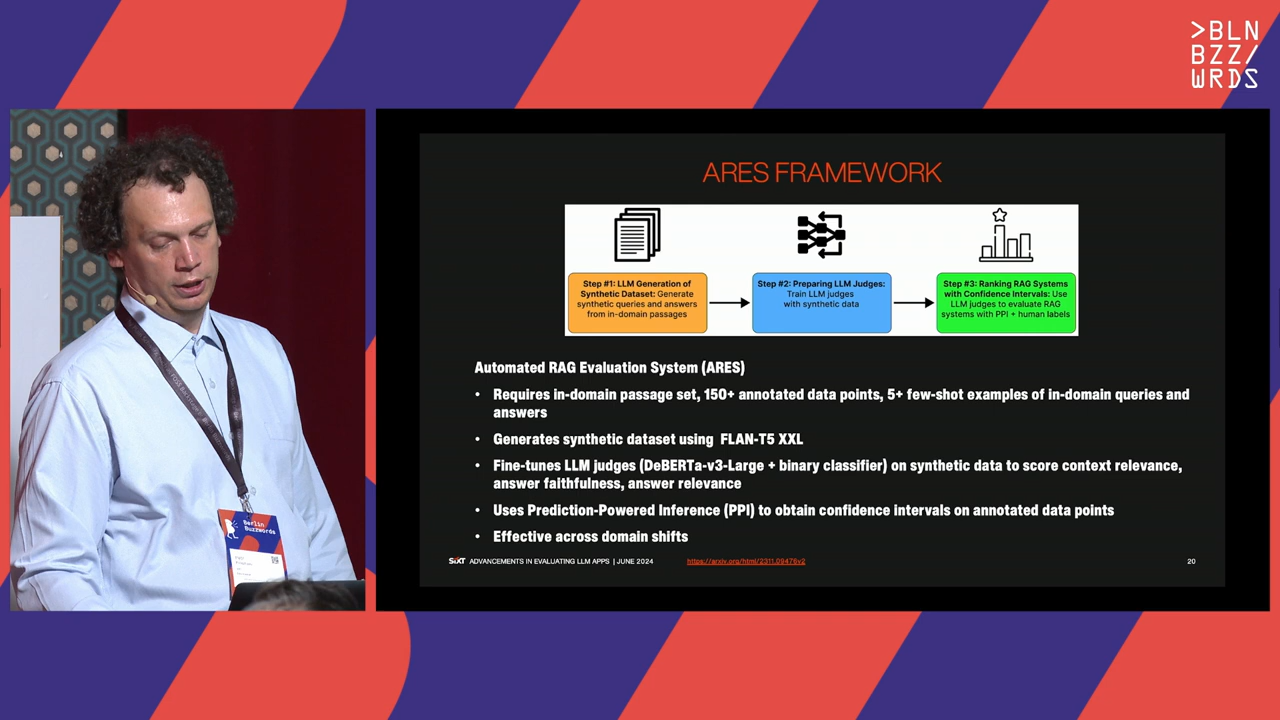 >BLN
BZZ/
WRDS
ARES FRAMEWORK
Step #1: LLM Generation of
Synthetic Dataset: Generate
synthetic queries and answers
from in-domain passages
Step #2: Preparing LLM Judges:
Train LLM judges
with synthetic data
Step #3: Ranking RAG Systems
with Confidence Intervals: Use
LLM judges to evaluate RAG
systems with PPI + human labels
Automated RAG Evaluation System (ARES)
• Requires in-domain passage set, 150+ annotated data points, 5+ few-shot examples of in-domain queries and
answers
• Generates synthetic dataset using FLAN-T5 XXL
• Fine-tunes LLM judges (DeBERTa-v3-Large + binary classifier) on synthetic data to score context relevance,
answer faithfulness, answer relevance
• Uses Prediction-Powered Inference (PPI) to obtain confidence intervals on annotated data points
• Effective across domain shifts
SIXT ADVANCEMENTS IN EVALUATING LLM APPS | JUNE 2024
https://arxiv.org/html/2311.09476v2
20
Berlin
Buzzwords